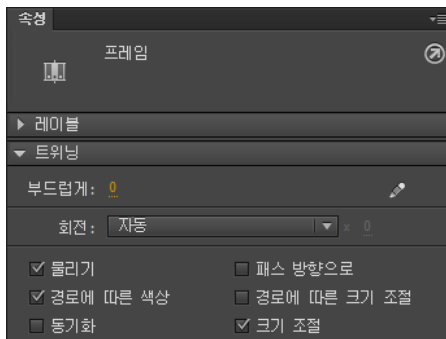 속성
프레임
레이블
트위닝
부드럽게: 0
회전: 자동 x 0
물리기 패스 방향으로
경로에 따른 색상 경로에 따른 크기 조절
동기화 크기 조절